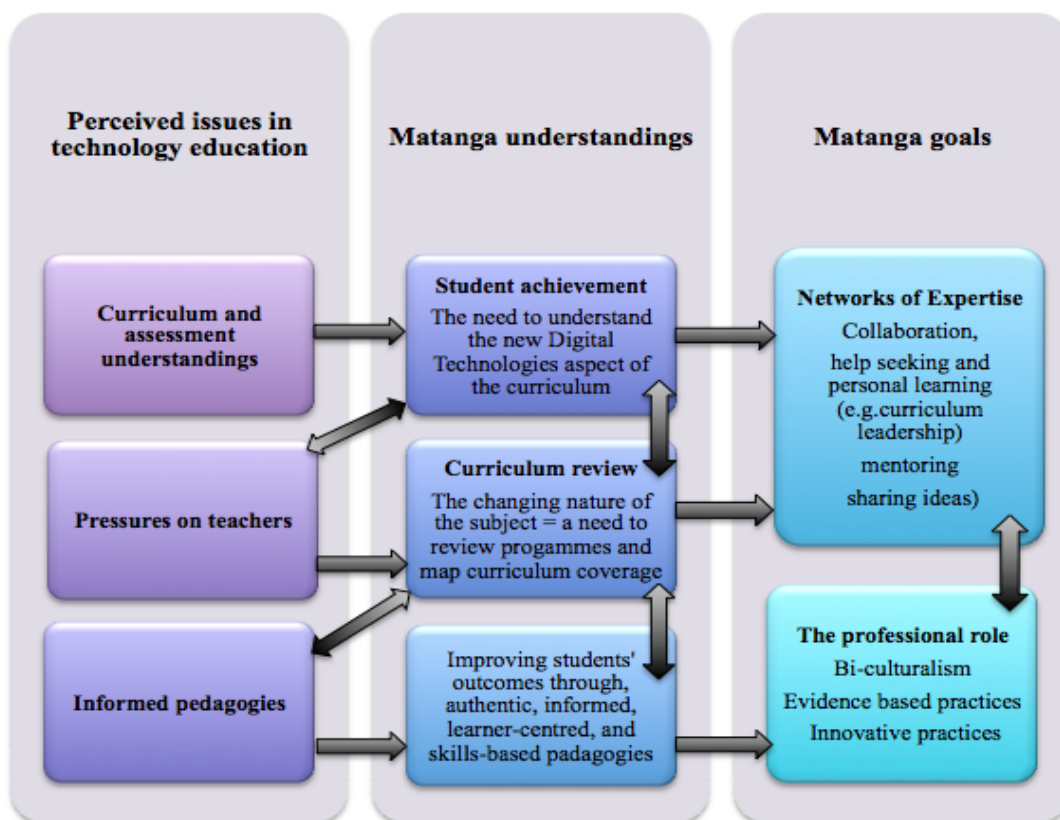 Perceived issues in
technology education
Curriculum and
assessment
understandings
Pressures on teachers
Informed pedagogies
Matanga understandings
Student achievement
The need to understand
the new Digital
Technologies aspect of
the curriculum
Curriculum review
The changing nature of
the subject = a need to
review progammes and
map curriculum coverage
Improving students'
outcomes through,
authentic, informed,
learner-centred, and
skills-based padagogies
Matanga goals
Networks of Expertise
Collaboration,
help seeking and
personal learning
(e.g.curriculum
leadership)
mentoring
sharing ideas)
The professional role
Bi-culturalism
Evidence based practices
Innovative practices